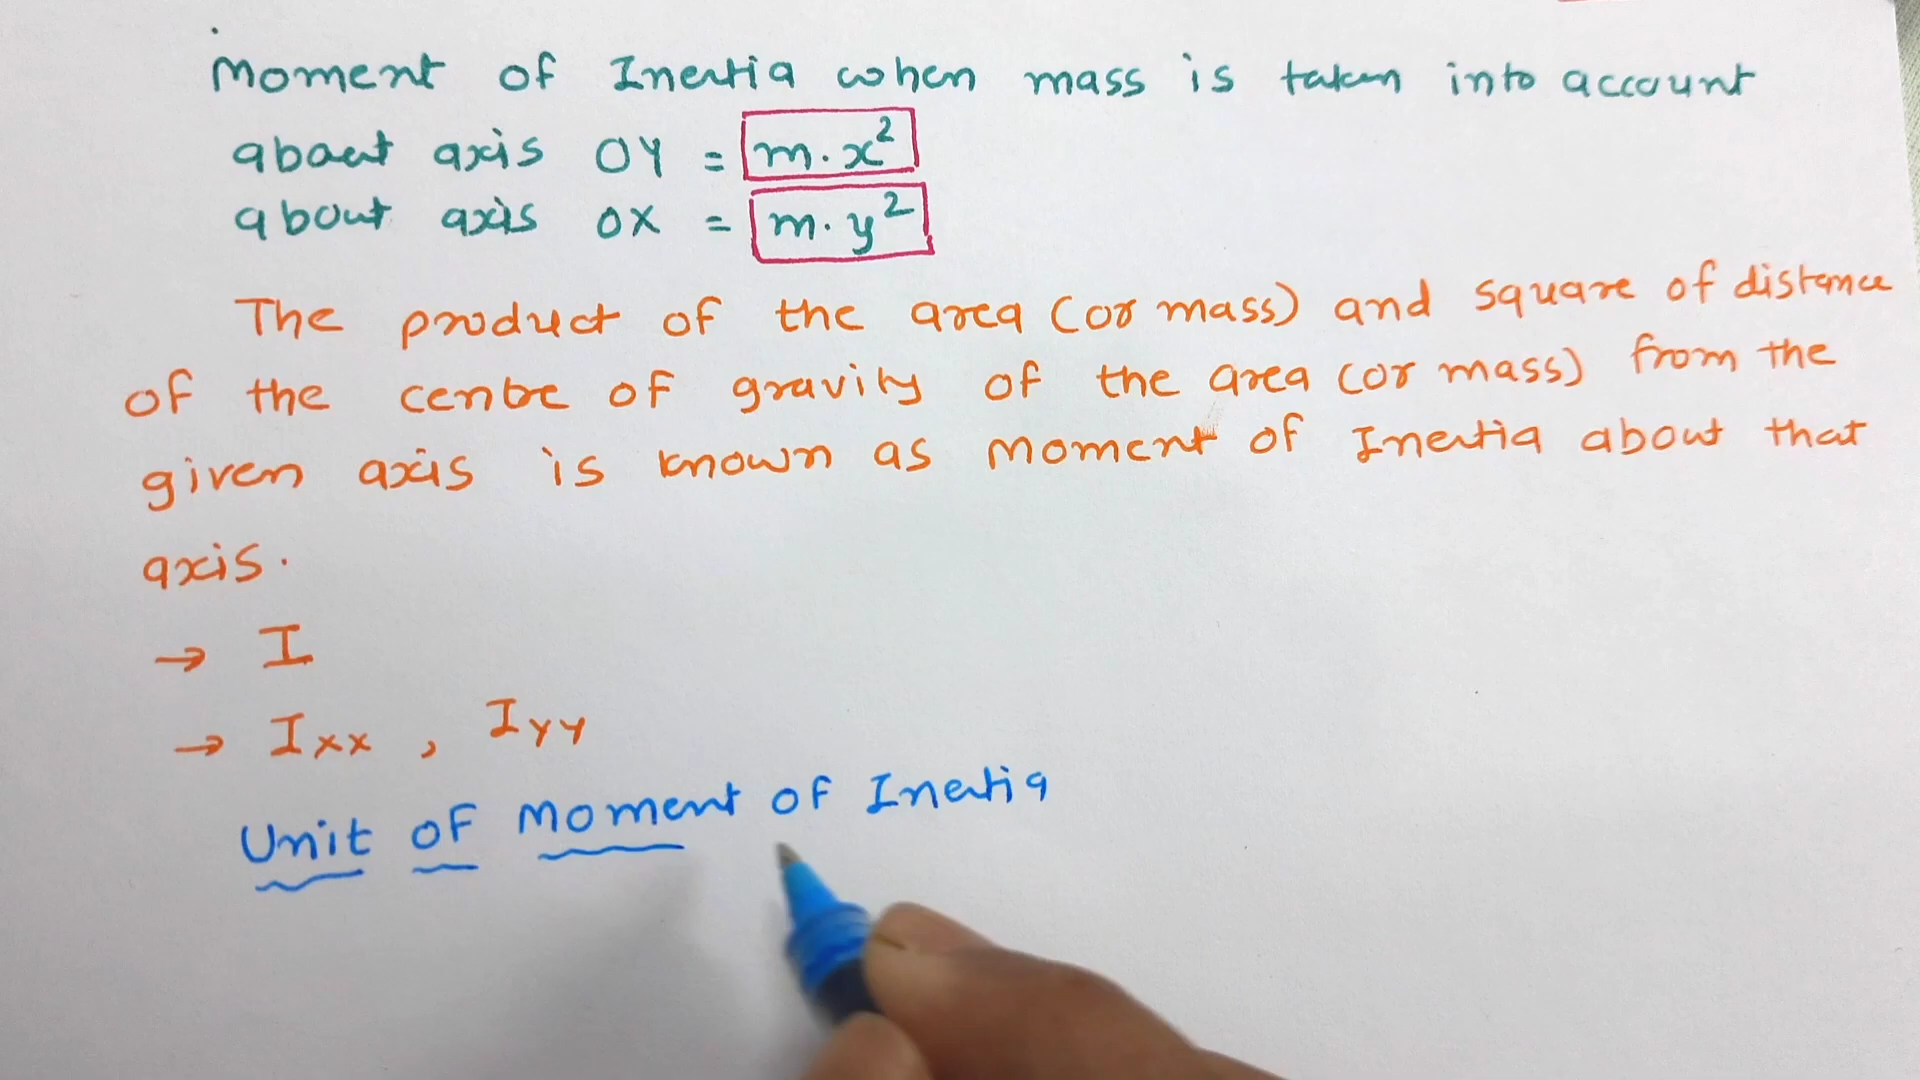 Moment of Inertia when mass is taken into account
about axis OY = m.x²
about axis OX = m.y²
The product of the area (or mass) and square of distance
of the centre of gravity of the area (or mass) from the
given axis is known as Moment of Inertia about that
axis.
→ I
→ Ixx , Iyy
Unit of Moment of Inertia